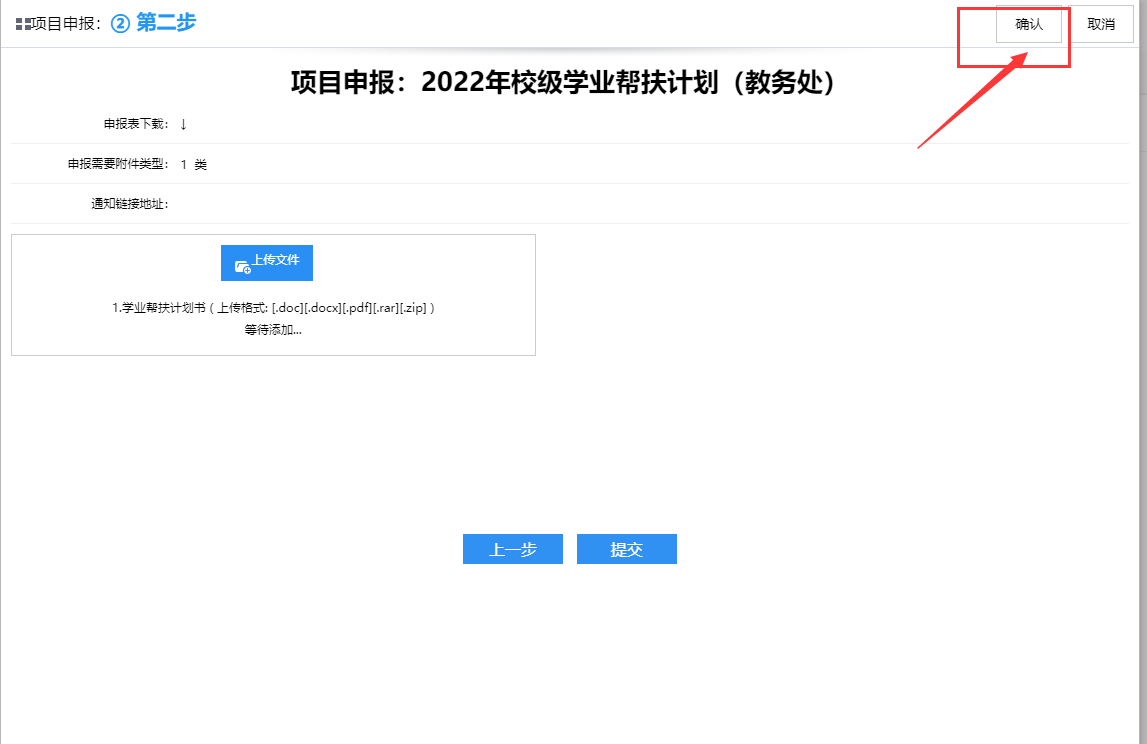 项目申报: ② 第二步
确认
取消
项目申报：2022年校级学业帮扶计划（教务处）
申报表下载: ↓
申报需要附件类型: 1 类
通知链接地址:
上传文件
1.学业帮扶计划书 ( 上传格式: [.doc][.docx][.pdf][.rar][.zip] )
等待添加...
上一步
提交